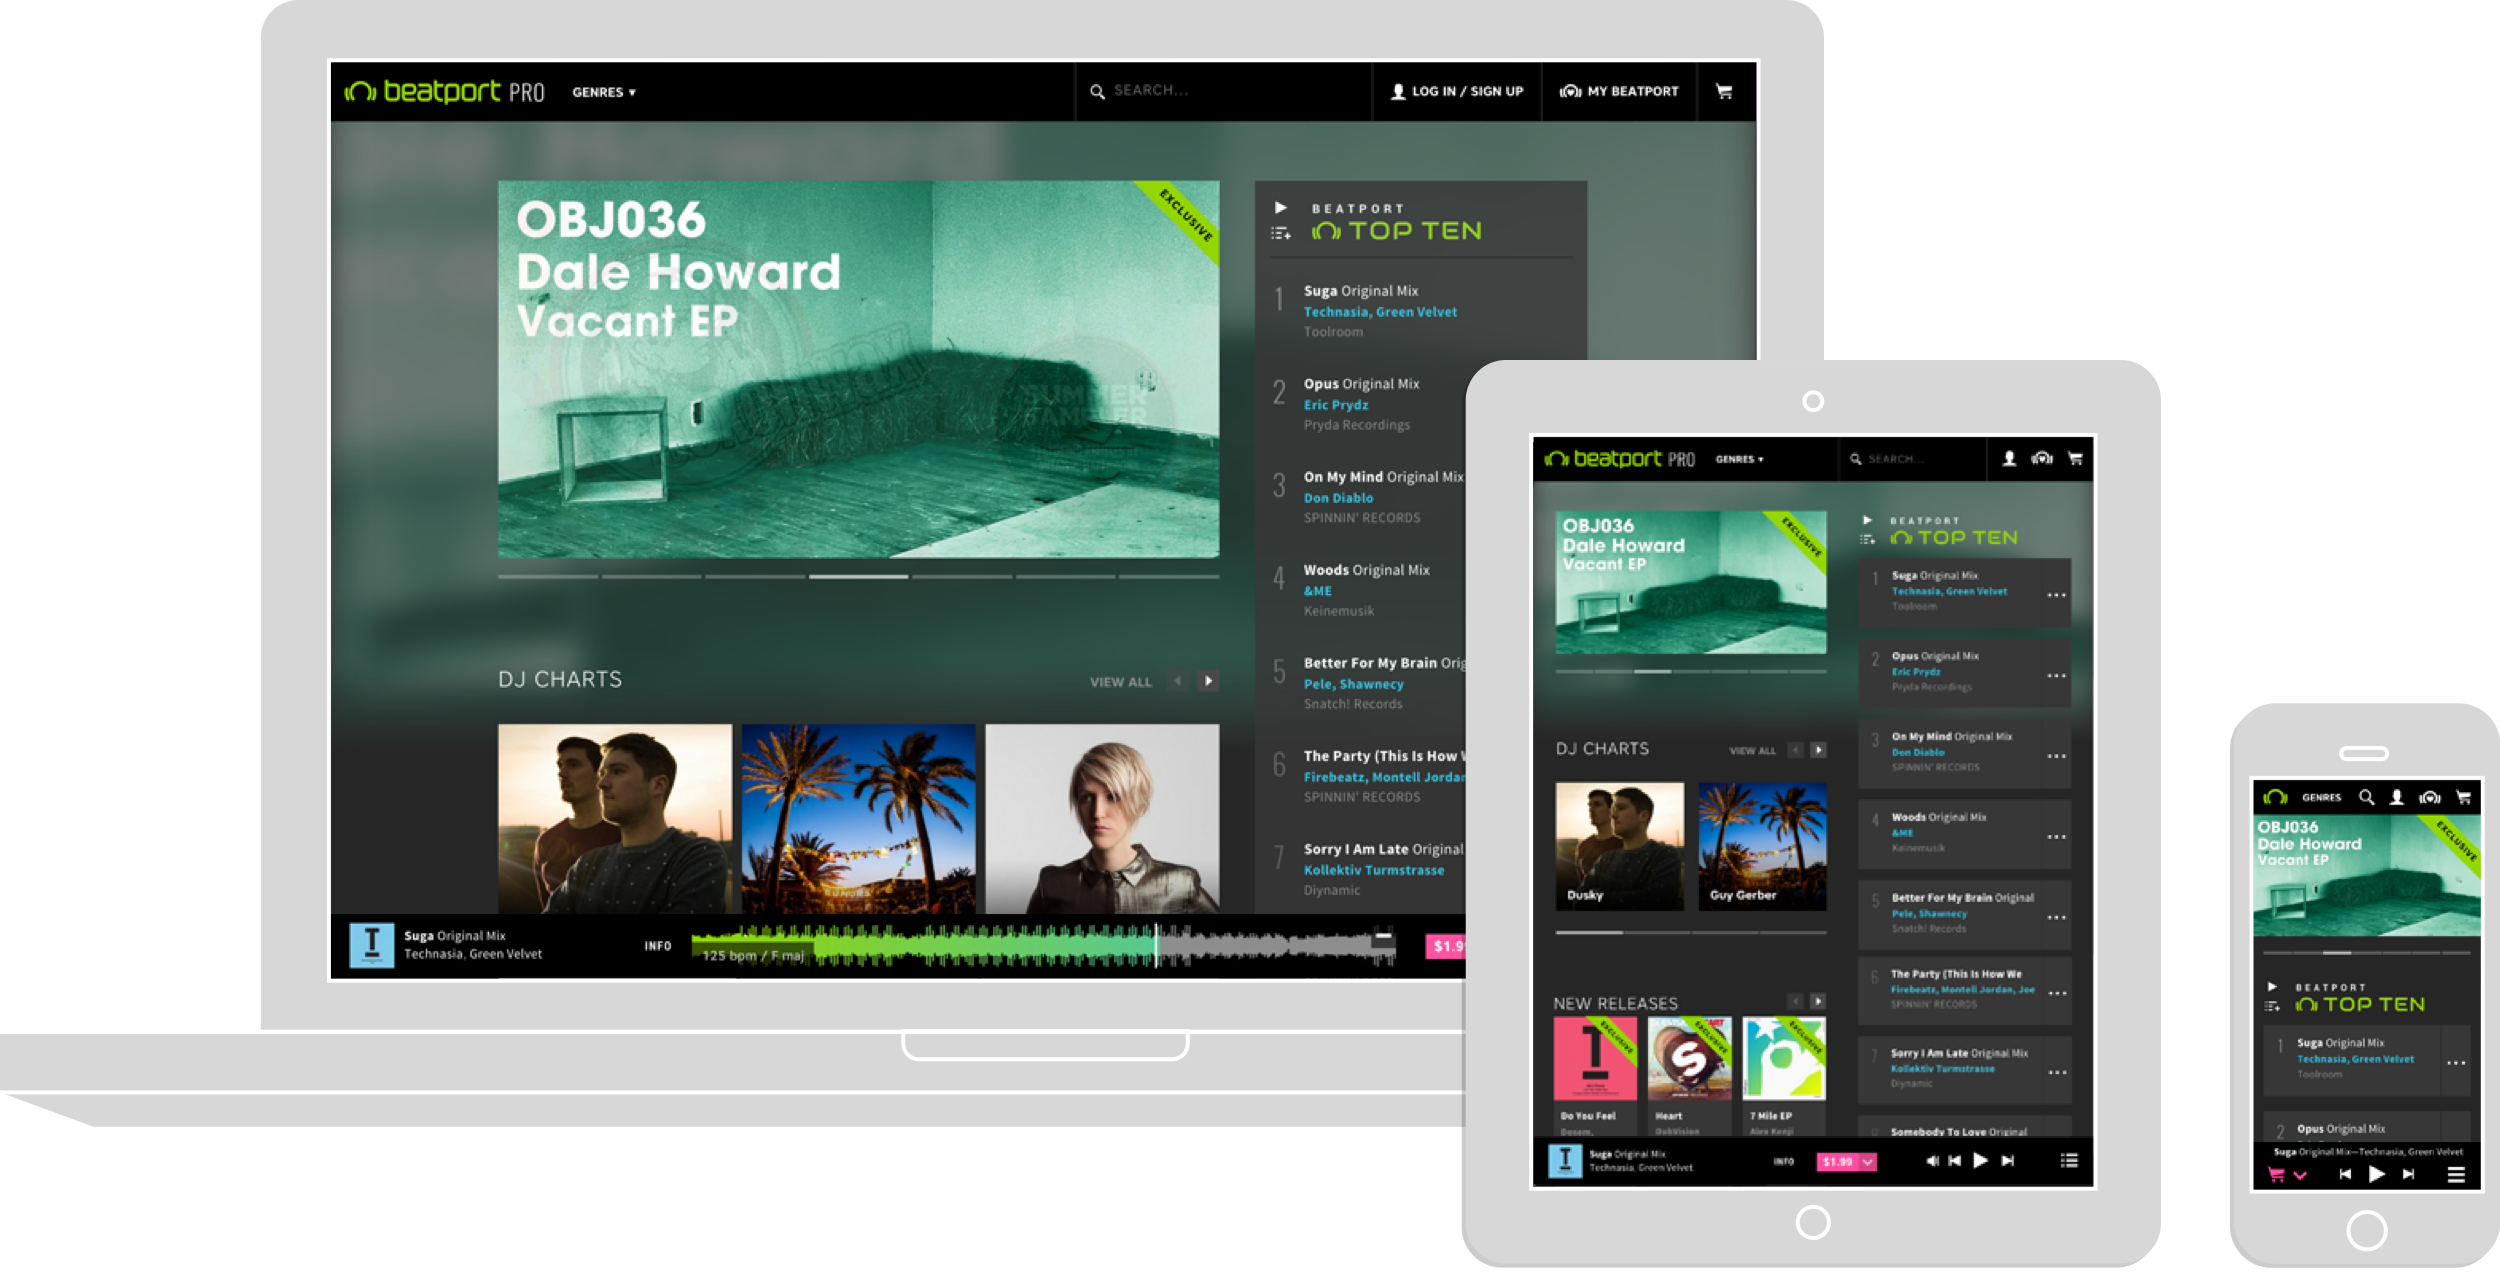 beatport PRO
GENRES ▾
SEARCH...
LOG IN / SIGN UP
MY BEATPORT
OBJ036
Dale Howard
Vacant EP
EXCLUSIVE
DJ CHARTS
VIEW ALL
BEATPORT
TOP TEN
1
Suga Original Mix
Technasia, Green Velvet
Toolroom
2
Opus Original Mix
Eric Prydz
Pryda Recordings
3
On My Mind Original Mix
Don Diablo
SPINNIN' RECORDS
4
Woods Original Mix
&ME
Keinemusik
5
Better For My Brain Orig
Pele, Shawnecy
Snatch! Records
6
The Party (This Is How
Firebeatz, Montell Jordan
SPINNIN' RECORDS
7
Sorry I Am Late Original
Kollektiv Turmstrasse
Diynamic
Suga Original Mix
Technasia, Green Velvet
INFO
125 bpm / F maj
$1.9
beatport PRO
GENRES ▾
SEARCH...
OBJ036
Dale Howard
Vacant EP
EXCLUSIVE
DJ CHARTS
VIEW ALL
Dusky
Guy Gerber
NEW RELEASES
EXCLUSIVE
EXCLUSIVE
EXCLUSIVE
Do You Feel
Bosem,
Heart
DubVision
7 Mile EP
Alex Kenji
BEATPORT
TOP TEN
1
Suga Original Mix
Technasia, Green Velvet
Toolroom
2
Opus Original Mix
Eric Prydz
Pryda Recordings
3
On My Mind Original Mix
Don Diablo
SPINNIN' RECORDS
4
Woods Original Mix
&ME
Keinemusik
5
Better For My Brain Original
Pele, Shawnecy
Snatch! Records
6
The Party (This Is How We
Firebeatz, Montell Jordan, Joe
SPINNIN' RECORDS
7
Sorry I Am Late Original Mix
Kollektiv Turmstrasse
Diynamic
Somebody To Love Original
Suga Original Mix
Technasia, Green Velvet
INFO
$1.99
GENRES
OBJ036
Dale Howard
Vacant EP
EXCLUSIVE
BEATPORT
TOP TEN
1
Suga Original Mix
Technasia, Green Velvet
Toolroom
2
Opus Original Mix
Suga Original Mix—Technasia, Green Velvet